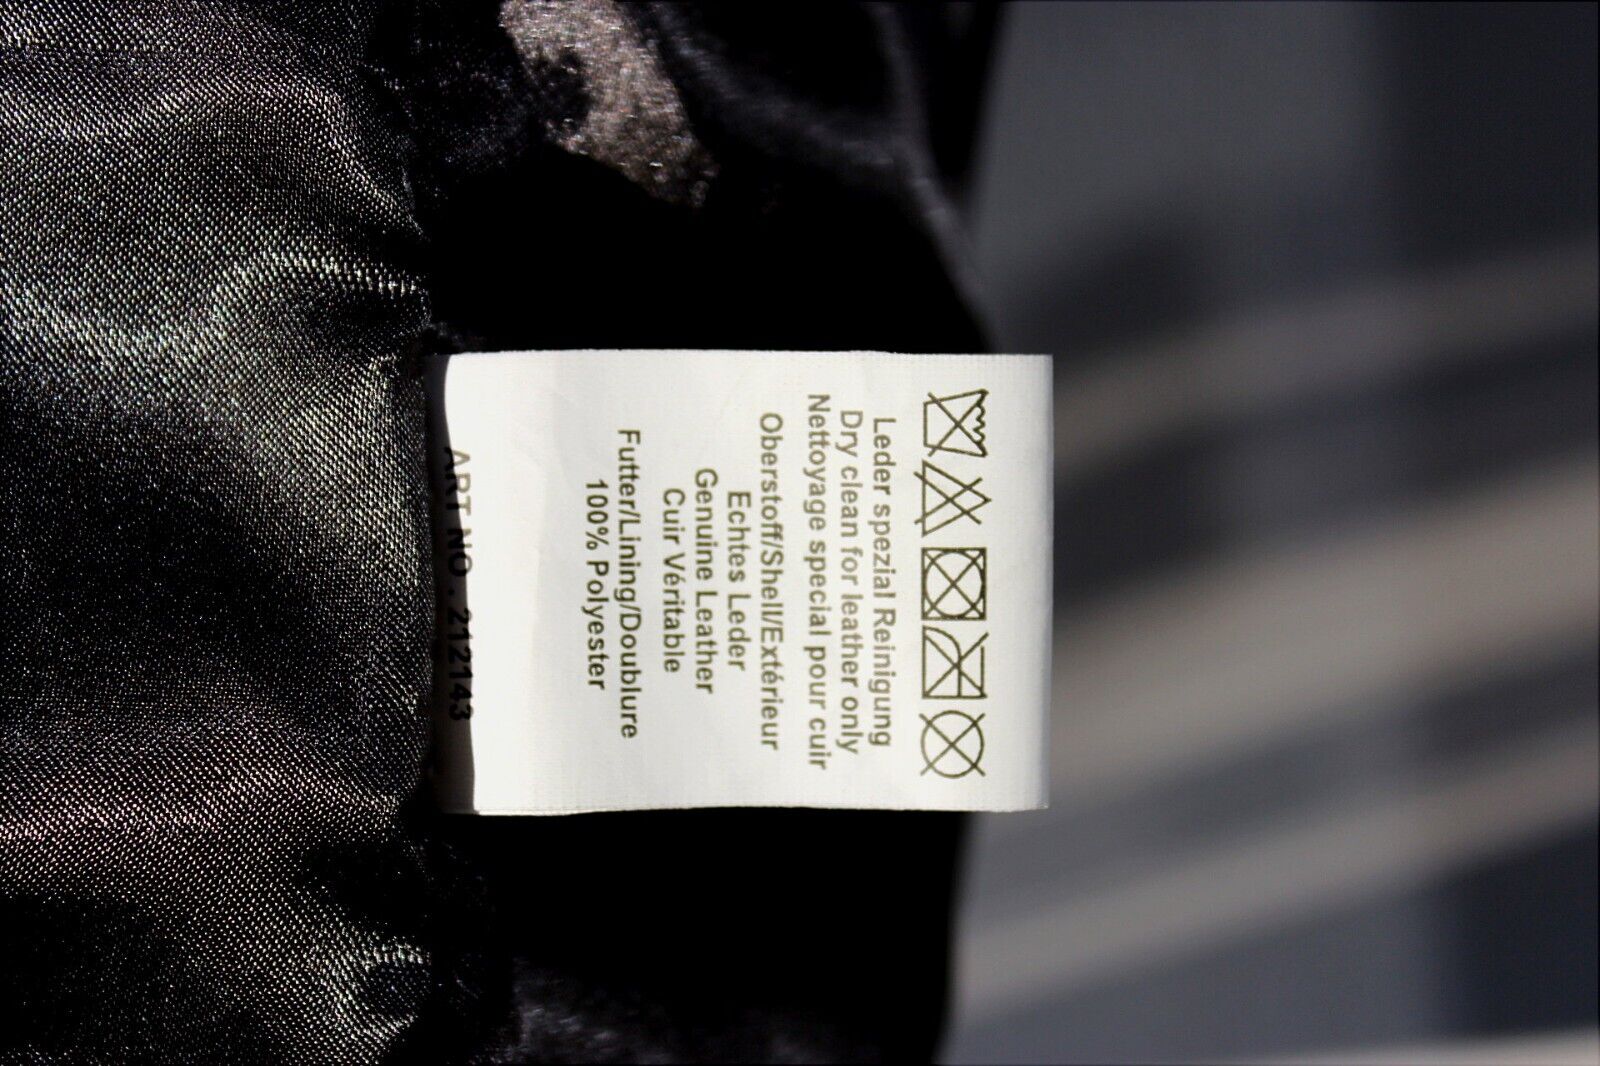 Leder spezial Reinigung
Dry clean for leather only
Nettoyage special pour cuir
Oberstoff/Shell/Extérieur
Echtes Leder
Genuine Leather
Cuir Véritable
Futter/Lining/Doublure
100% Polyester
ART NO. 2121143